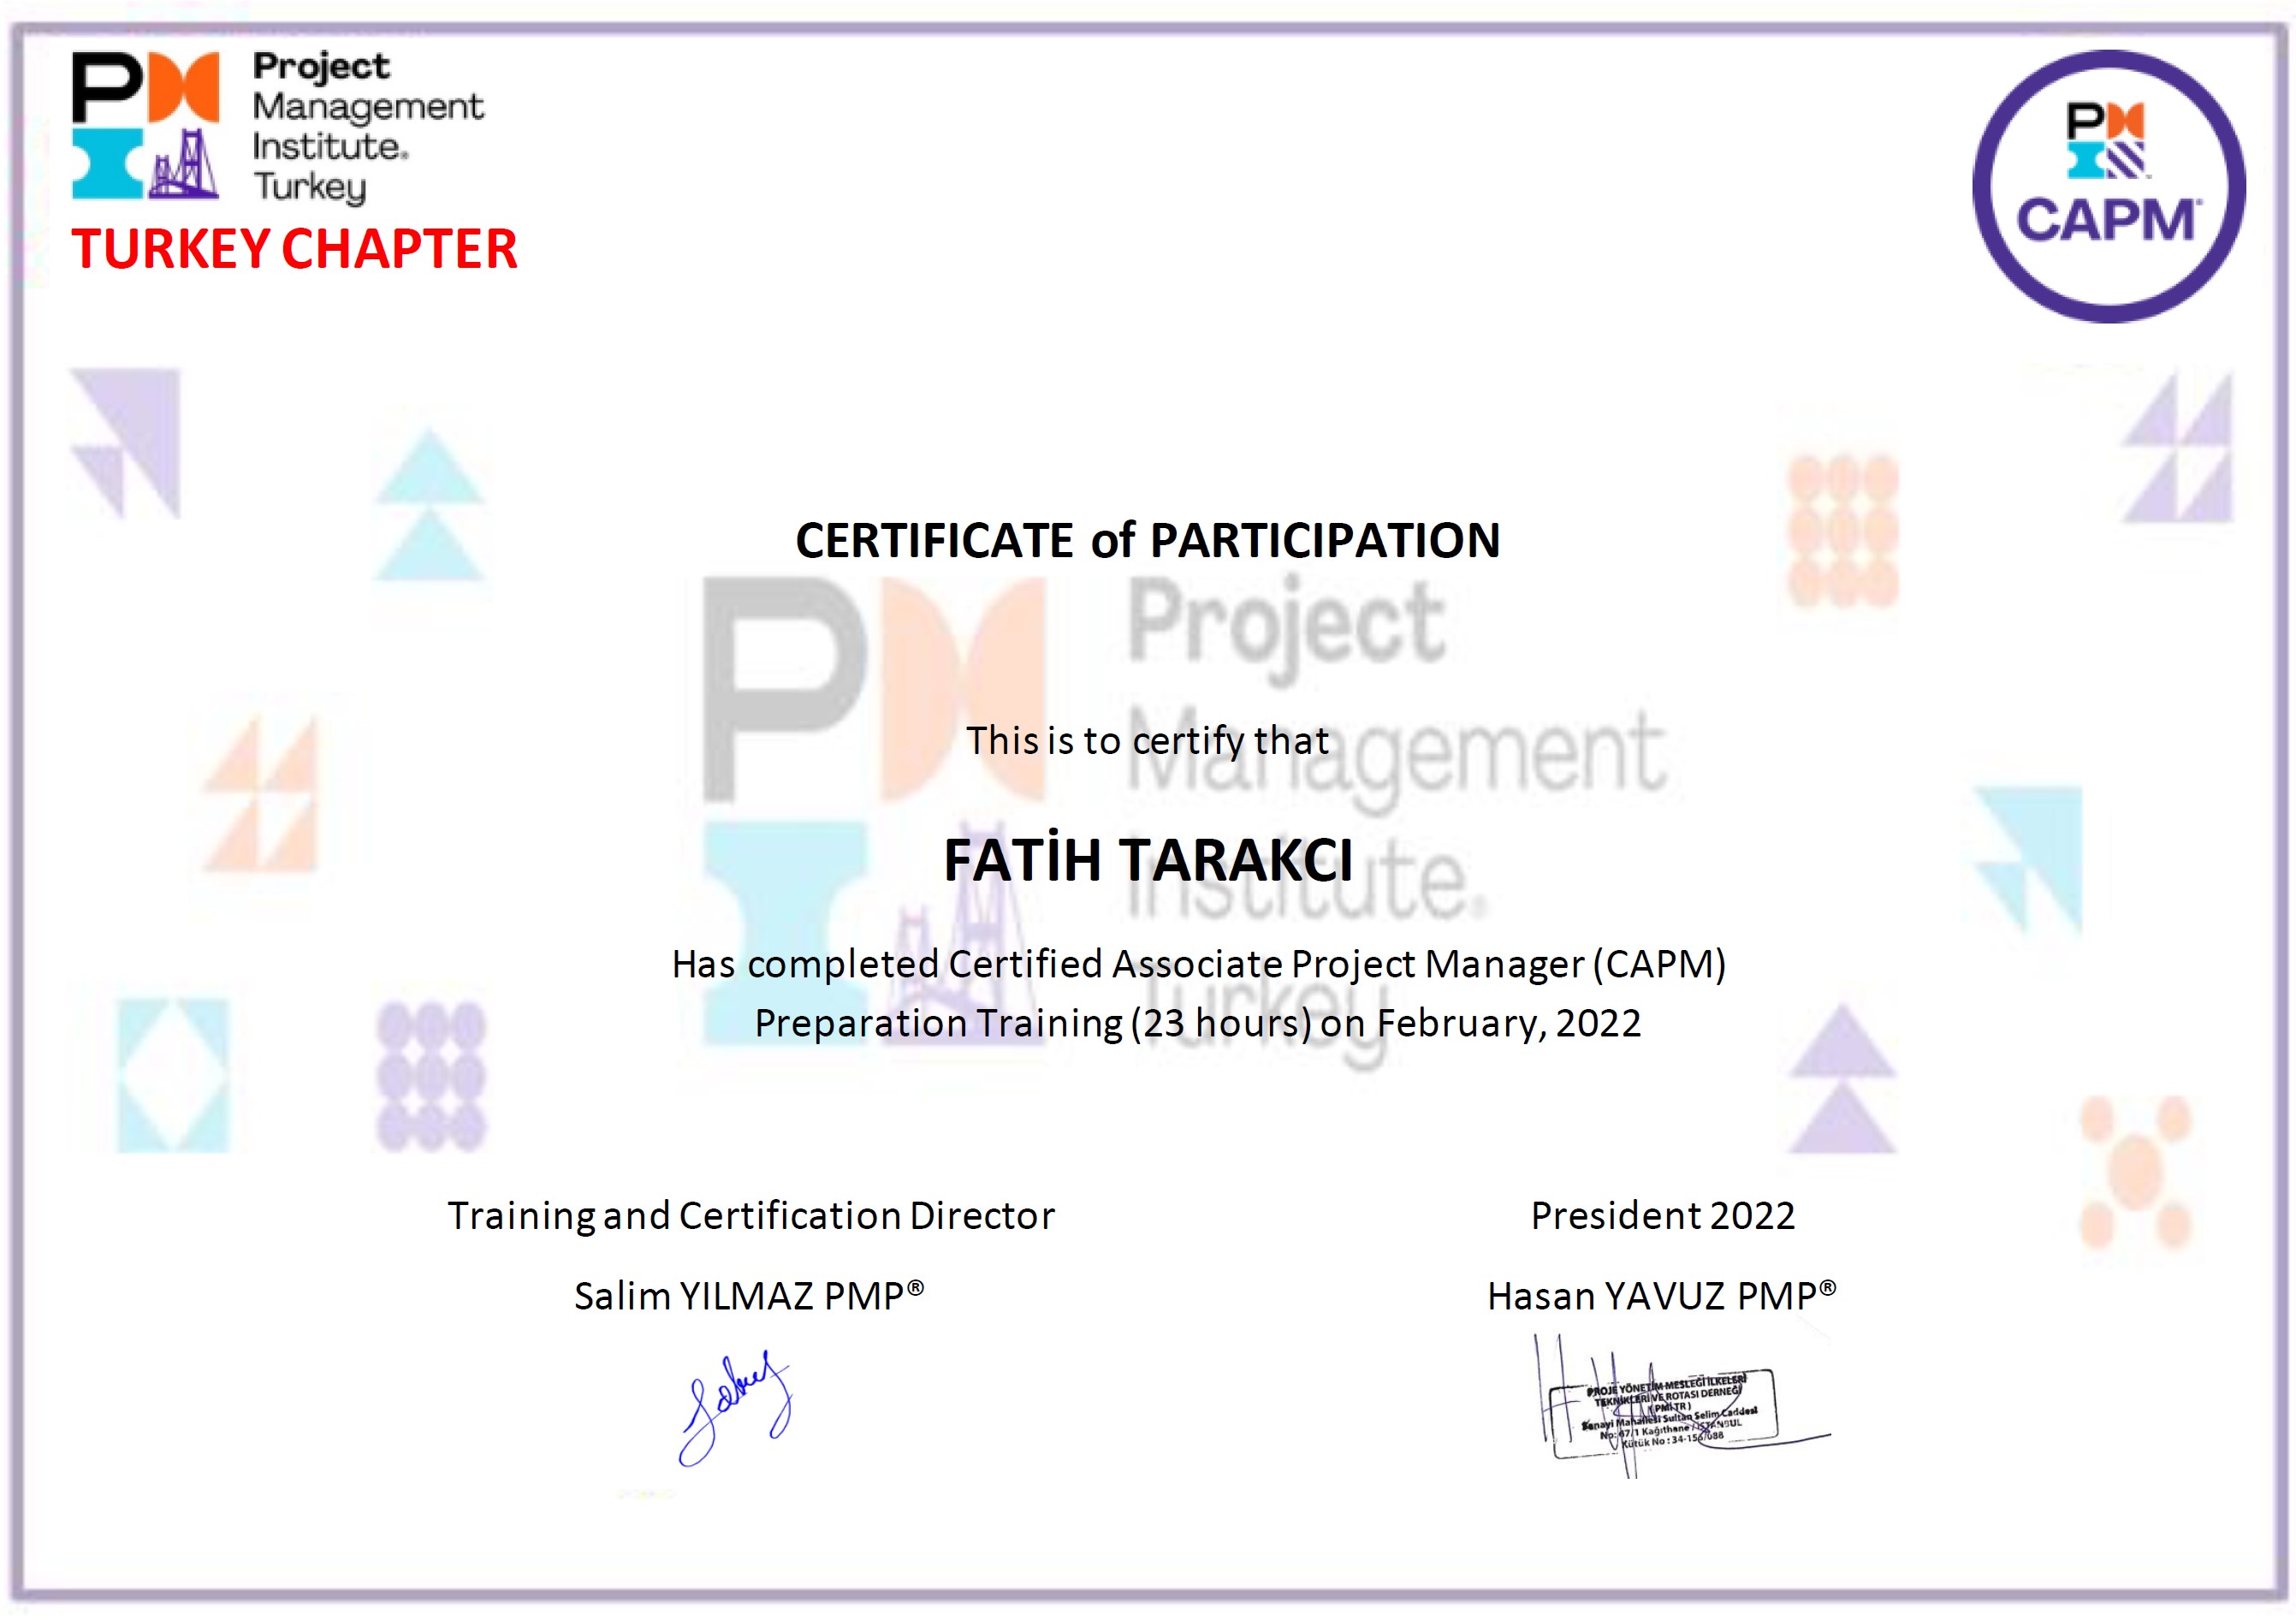 Project
Management
Institute®
Turkey
TURKEY CHAPTER
PMI
CAPM®
CERTIFICATE of PARTICIPATION
Project
Management
Institute®
Turkey
This is to certify that
FATİH TARAKCI
Has completed Certified Associate Project Manager (CAPM)
Preparation Training (23 hours) on February, 2022
Training and Certification Director
President 2022
Salim YILMAZ PMP®
Hasan YAVUZ PMP®
PROJE YÖNETİM MESLEĞİ İLKELERİ
TEKNİKLERİ VE ROTASI DERNEĞİ
( PMI TR )
Sanayi Mahallesi Sultan Selim Caddesi
No: 67/1 Kağıthane / İSTANBUL
Kütük No : 34-155/088